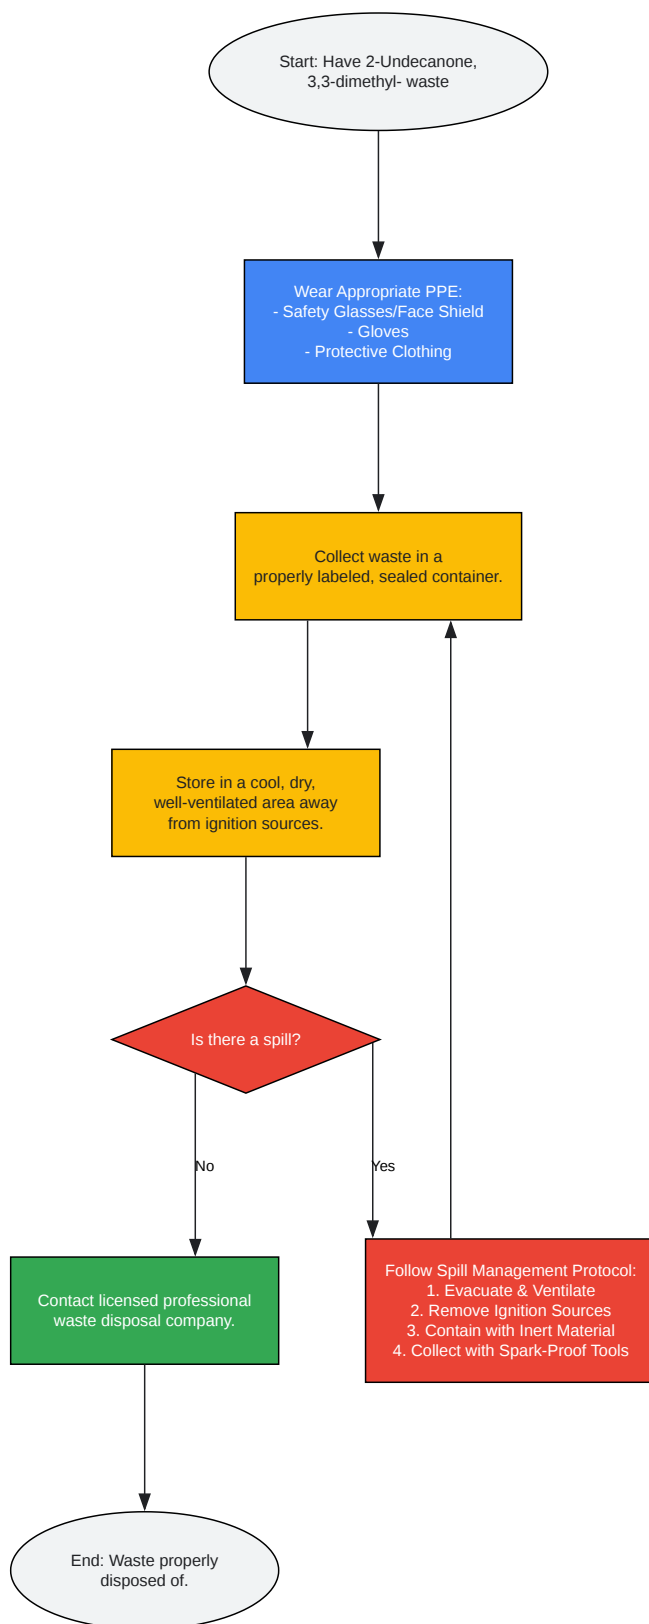 Start: Have 2-Undecanone,
3,3-dimethyl- waste
Wear Appropriate PPE:
- Safety Glasses/Face Shield
- Gloves
- Protective Clothing
Collect waste in a
properly labeled, sealed container.
Store in a cool, dry,
well-ventilated area away
from ignition sources.
Is there a spill?
No
Yes
Contact licensed professional
waste disposal company.
Follow Spill Management Protocol:
1. Evacuate & Ventilate
2. Remove Ignition Sources
3. Contain with Inert Material
4. Collect with Spark-Proof Tools
End: Waste properly
disposed of.